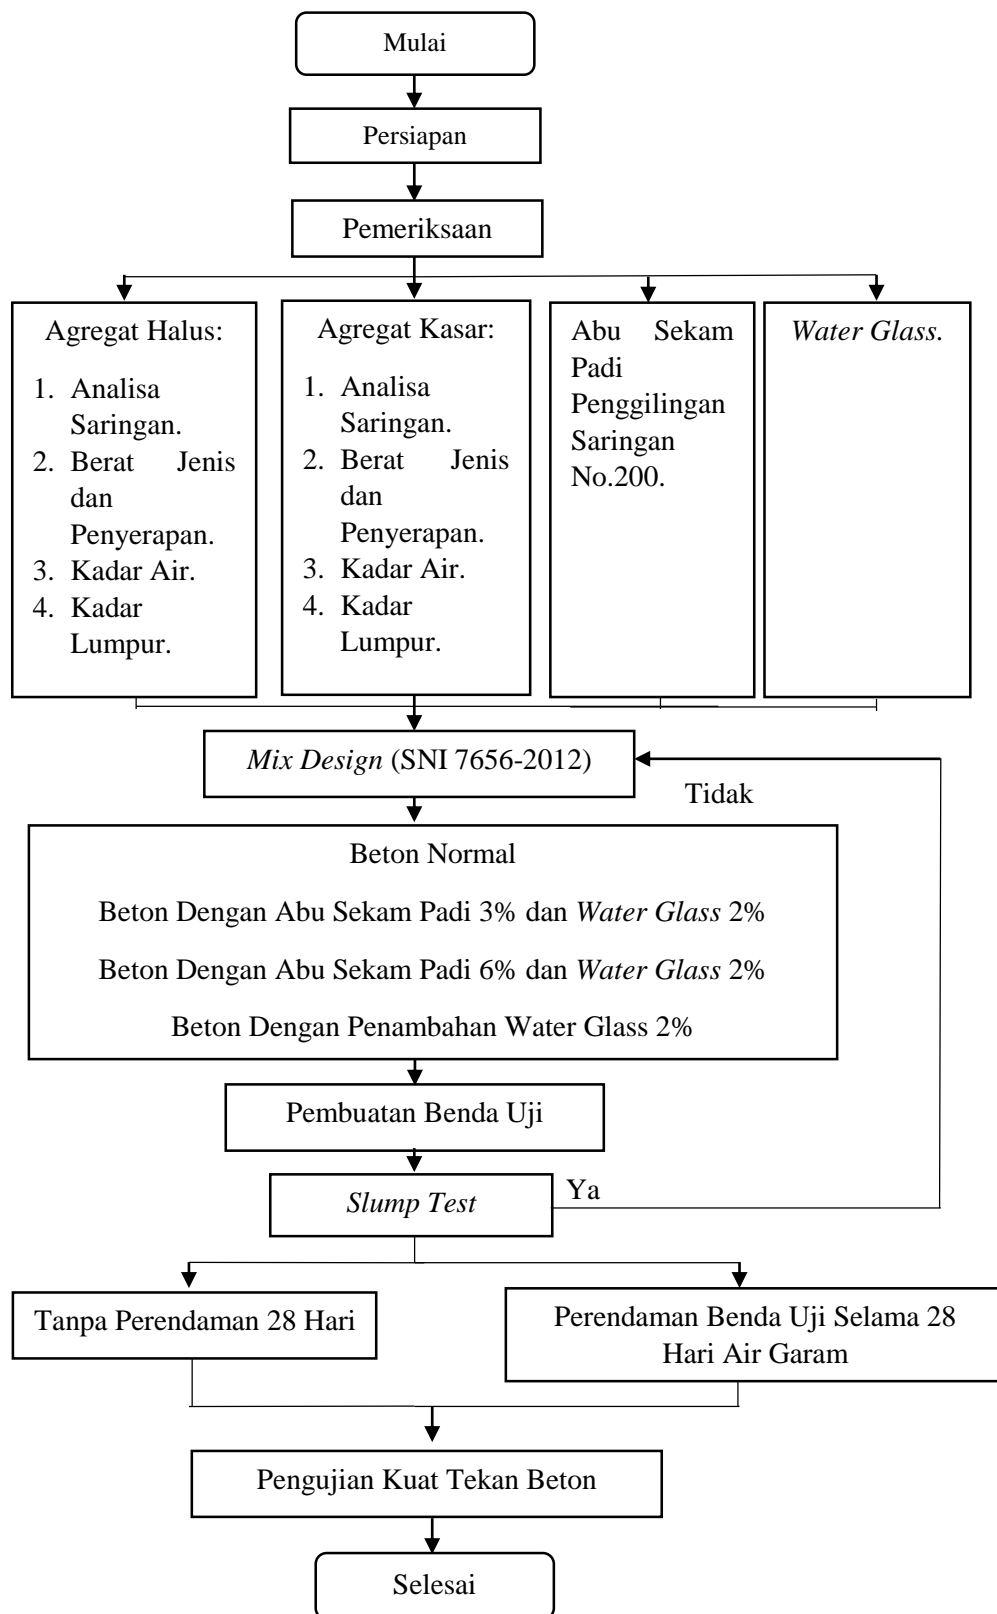 Mulai
Persiapan
Pemeriksaan
Agregat Halus:
1. Analisa
Saringan.
2. Berat Jenis
dan
Penyerapan.
3. Kadar Air.
4. Kadar
Lumpur.
Agregat Kasar:
1. Analisa
Saringan.
2. Berat Jenis
dan
Penyerapan.
3. Kadar Air.
4. Kadar
Lumpur.
Abu Sekam
Padi
Penggilingan
Saringan
No.200.
Water Glass.
Mix Design (SNI 7656-2012)
Tidak
Beton Normal
Beton Dengan Abu Sekam Padi 3% dan Water Glass 2%
Beton Dengan Abu Sekam Padi 6% dan Water Glass 2%
Beton Dengan Penambahan Water Glass 2%
Pembuatan Benda Uji
Slump Test
Ya
Tanpa Perendaman 28 Hari
Perendaman Benda Uji Selama 28
Hari Air Garam
Pengujian Kuat Tekan Beton
Selesai